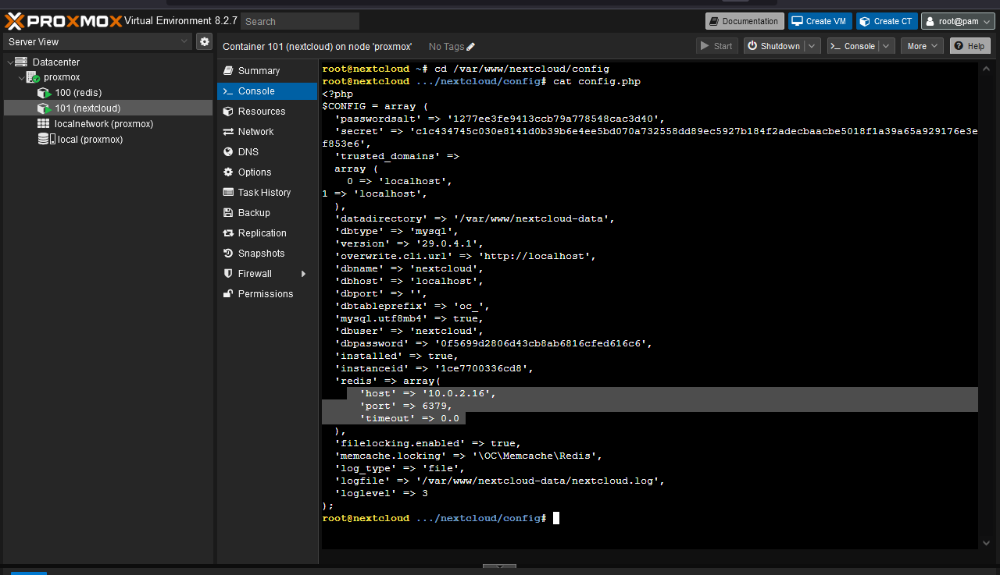 PROXMOX Virtual Environment 8.2.7 Search Documentation Create VM Create CT root@pam
Server View
Container 101 (nextcloud) on node 'proxmox' No Tags Start Shutdown Console More Help
Datacenter
proxmox
100 (redis)
101 (nextcloud)
localnetwork (proxmox)
local (proxmox)
Summary
Console
Resources
Network
DNS
Options
Task History
Backup
Replication
Snapshots
Firewall
Permissions
root@nextcloud ~# cd /var/www/nextcloud/config
root@nextcloud .../nextcloud/config# cat config.php
<?php
$CONFIG = array (
  'passwordsalt' => '1277ee3fe9413ccb79a778548cac3d40',
  'secret' => 'c1c434745c030e8141d0b39b6e4ee5bd070a732558dd89ec5927b184f2adecbaacbe5018f1a39a65a929176e3e
f853e6',
  'trusted_domains' =>
  array (
    0 => 'localhost',
1 => 'localhost',
  ),
  'datadirectory' => '/var/www/nextcloud-data',
  'dbtype' => 'mysql',
  'version' => '29.0.4.1',
  'overwrite.cli.url' => 'http://localhost',
  'dbname' => 'nextcloud',
  'dbhost' => 'localhost',
  'dbport' => '',
  'dbtableprefix' => 'oc_',
  'mysql.utf8mb4' => true,
  'dbuser' => 'nextcloud',
  'dbpassword' => '0f5699d2806d43cb8ab6816cfed616c6',
  'installed' => true,
  'instanceid' => '1ce7700336cd8',
  'redis' => array(
      'host' => '10.0.2.16',
      'port' => 6379,
      'timeout' => 0.0
  ),
  'filelocking.enabled' => true,
  'memcache.locking' => '\OC\Memcache\Redis',
  'log_type' => 'file',
  'logfile' => '/var/www/nextcloud-data/nextcloud.log',
  'loglevel' => 3
);
root@nextcloud .../nextcloud/config#